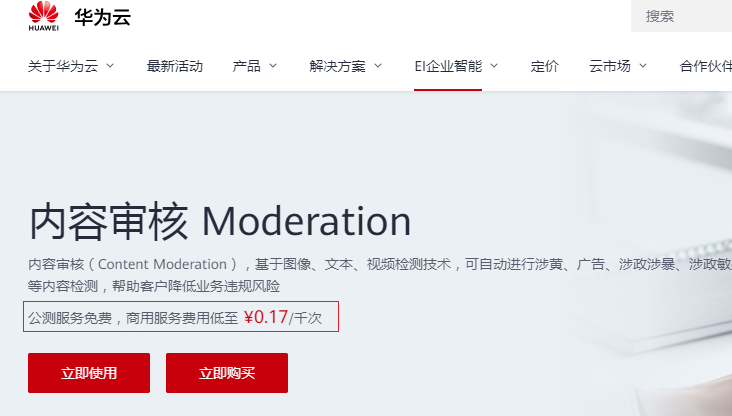 HUAWEI
华为云
搜索
关于华为云
最新活动
产品
解决方案
EI企业智能
定价
云市场
合作伙伴
内容审核 Moderation
内容审核（Content Moderation），基于图像、文本、视频检测技术，可自动进行涉黄、广告、涉政涉暴、涉政敏
等内容检测，帮助客户降低业务违规风险
公测服务免费，商用服务费用低至 ¥0.17/千次
立即使用
立即购买